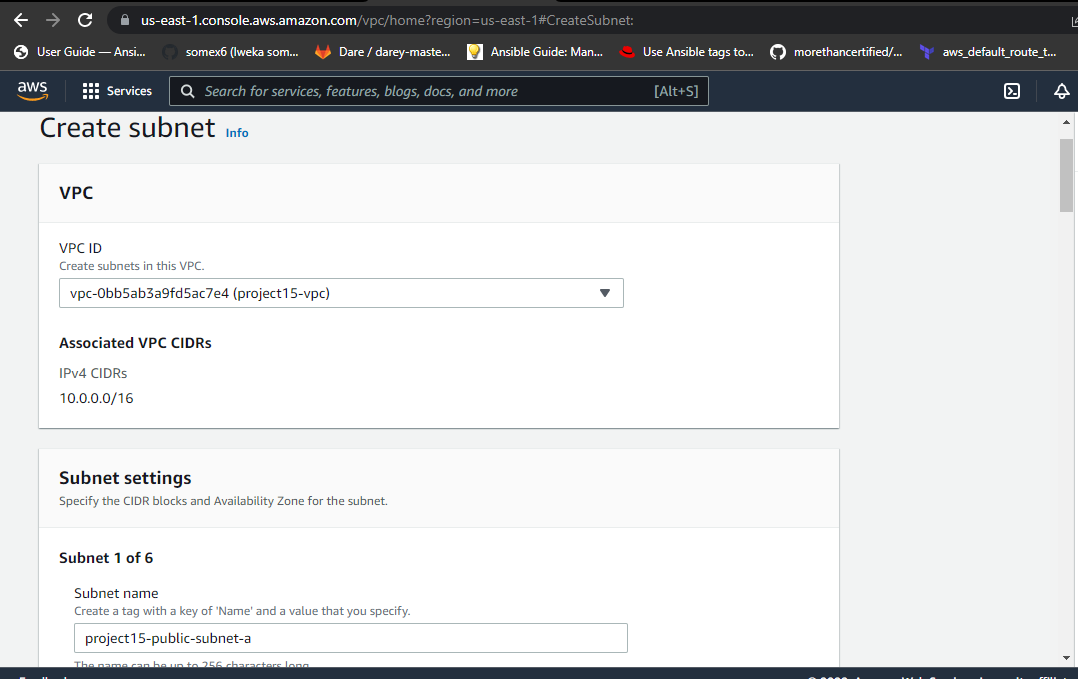 us-east-1.console.aws.amazon.com/vpc/home?region=us-east-1#CreateSubnet:
User Guide — Ansi... somex6 (Iweka som... Dare / darey-maste... Ansible Guide: Man... Use Ansible tags to... morethancertified/... aws_default_route_t...
aws Services Search for services, features, blogs, docs, and more [Alt+S]
Create subnet Info
VPC
VPC ID
Create subnets in this VPC.
vpc-0bb5ab3a9fd5ac7e4 (project15-vpc)
Associated VPC CIDRs
IPv4 CIDRs
10.0.0.0/16
Subnet settings
Specify the CIDR blocks and Availability Zone for the subnet.
Subnet 1 of 6
Subnet name
Create a tag with a key of 'Name' and a value that you specify.
project15-public-subnet-a
The name can be up to 256 characters long.